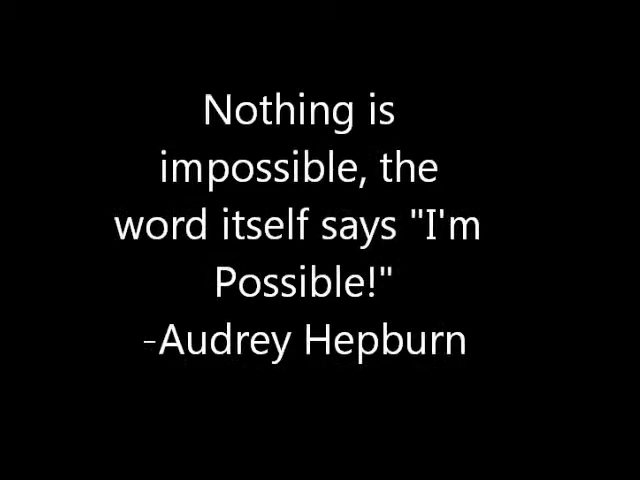 Nothing is
impossible, the
word itself says "I'm
Possible!"
-Audrey Hepburn